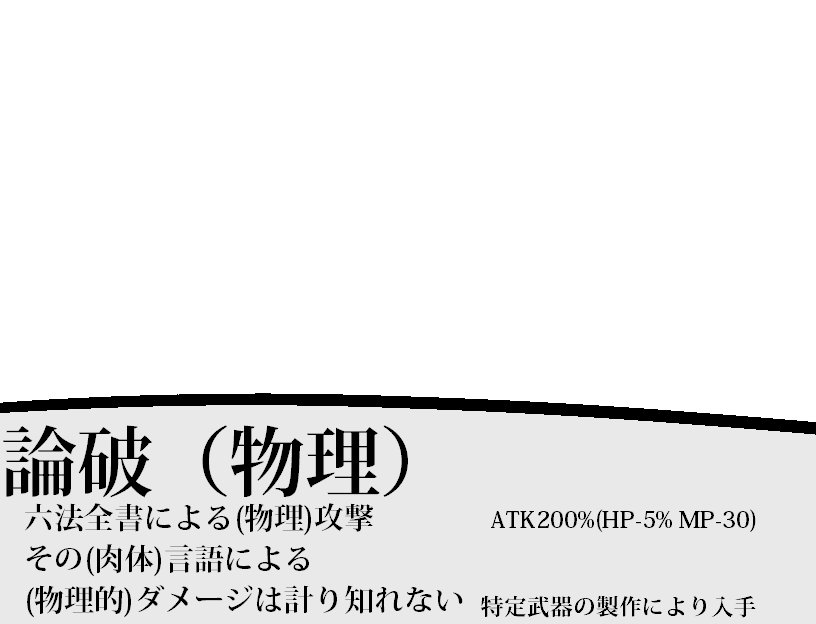 論破（物理）
六法全書による(物理)攻撃
ATK200%(HP-5% MP-30)
その(肉体)言語による
(物理的)ダメージは計り知れない
特定武器の製作により入手